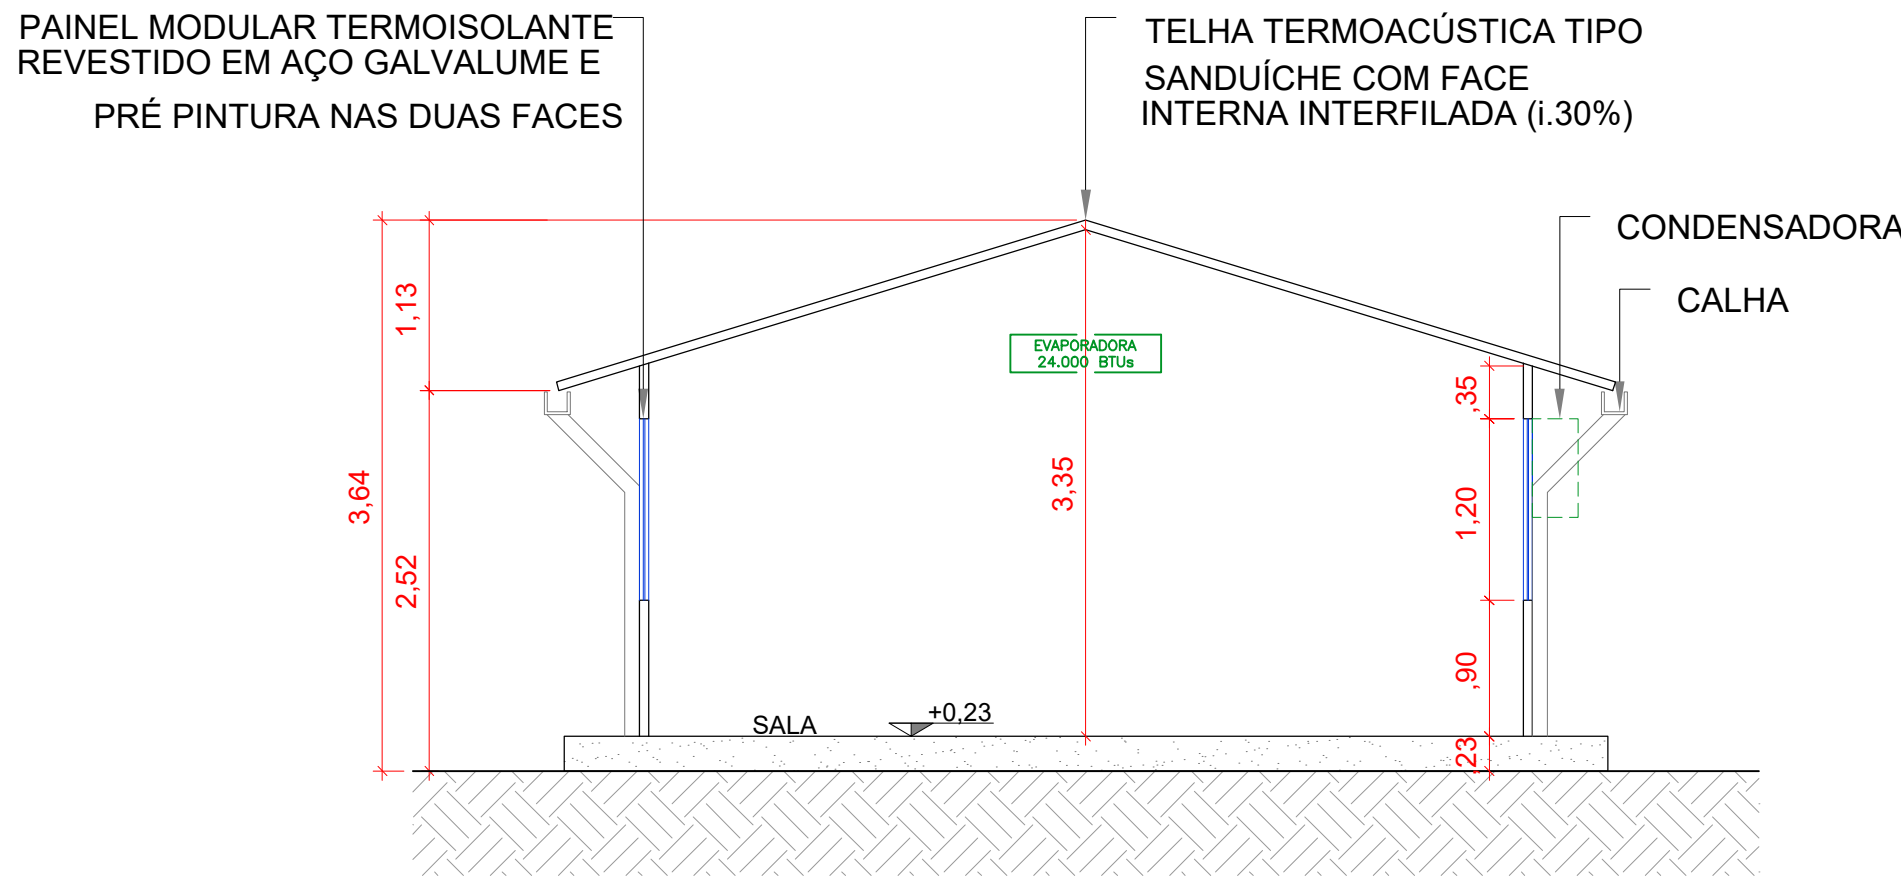 PAINEL MODULAR TERMOISOLANTE
REVESTIDO EM AÇO GALVALUME E
PRÉ PINTURA NAS DUAS FACES
TELHA TERMOACÚSTICA TIPO
SANDUÍCHE COM FACE
INTERNA INTERFILADA (i.30%)
CONDENSADORA
CALHA
1,13
EVAPORADORA
24.000 BTUs
,35
3,64
3,35
1,20
2,52
,90
SALA
+0,23
,23